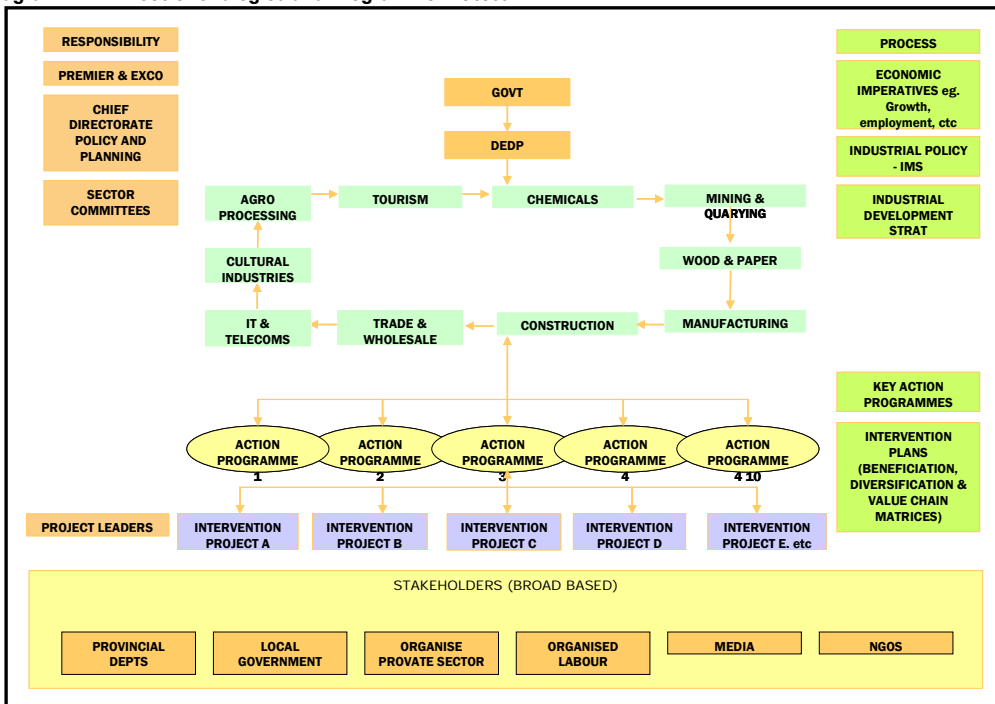 RESPONSIBILITY
PREMIER & EXCO
CHIEF
DIRECTORATE
POLICY AND
PLANNING
SECTOR
COMMITTEES
GOVT
DEDP
PROCESS
ECONOMIC
IMPERATIVES eg.
Growth,
employment, ctc
INDUSTRIAL POLICY
- IMS
INDUSTRIAL
DEVELOPMENT
STRAT
AGRO
PROCESSING
TOURISM
CHEMICALS
MINING &
QUARYING
CULTURAL
INDUSTRIES
WOOD & PAPER
IT &
TELECOMS
TRADE &
WHOLESALE
CONSTRUCTION
MANUFACTURING
KEY ACTION
PROGRAMMES
ACTION
PROGRAMME
1
ACTION
PROGRAMME
2
ACTION
PROGRAMME
3
ACTION
PROGRAMME
4
ACTION
PROGRAMME
4 10
INTERVENTION
PLANS
(BENEFICIATION,
DIVERSIFICATION &
VALUE CHAIN
MATRICES)
PROJECT LEADERS
INTERVENTION
PROJECT A
INTERVENTION
PROJECT B
INTERVENTION
PROJECT C
INTERVENTION
PROJECT D
INTERVENTION
PROJECT E. etc
STAKEHOLDERS (BROAD BASED)
PROVINCIAL
DEPTS
LOCAL
GOVERNMENT
ORGANISE
PROVATE SECTOR
ORGANISED
LABOUR
MEDIA
NGOS